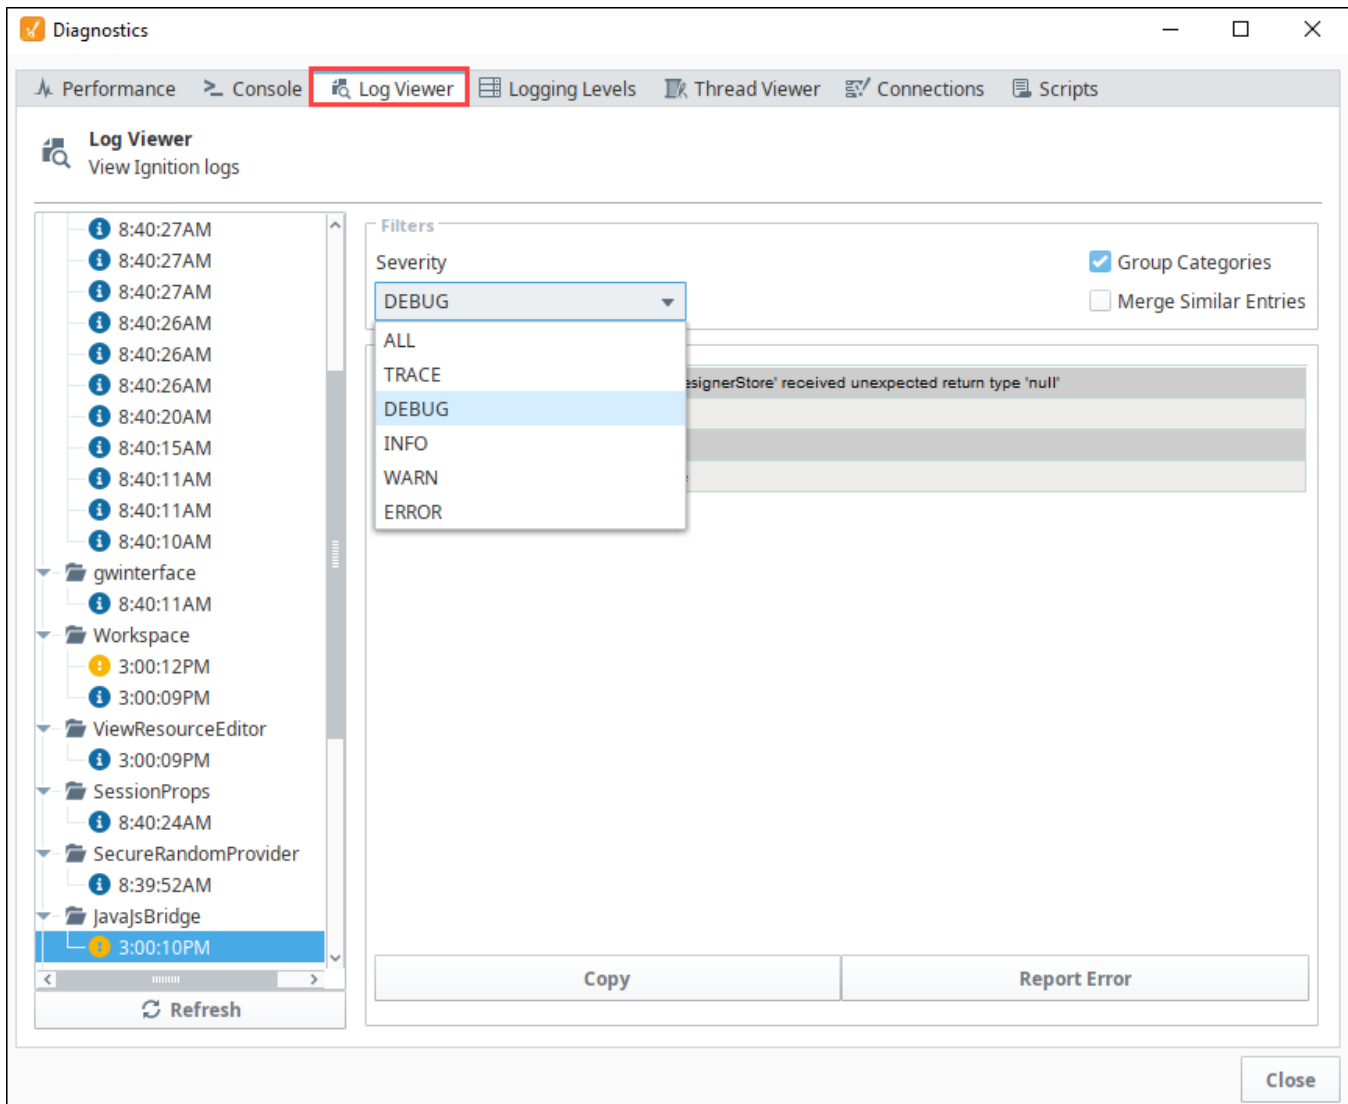 Diagnostics
Performance
Console
Log Viewer
Logging Levels
Thread Viewer
Connections
Scripts
Log Viewer
View Ignition logs
8:40:27AM
8:40:27AM
8:40:27AM
8:40:26AM
8:40:26AM
8:40:26AM
8:40:20AM
8:40:15AM
8:40:11AM
8:40:11AM
8:40:10AM
gwinterface
8:40:11AM
Workspace
3:00:12PM
3:00:09PM
ViewResourceEditor
3:00:09PM
SessionProps
8:40:24AM
SecureRandomProvider
8:39:52AM
JavaJsBridge
3:00:10PM
Refresh
Filters
Severity
Group Categories
DEBUG
Merge Similar Entries
ALL
TRACE
DEBUG
INFO
WARN
ERROR
esignerStore' received unexpected return type 'null'
Copy
Report Error
Close